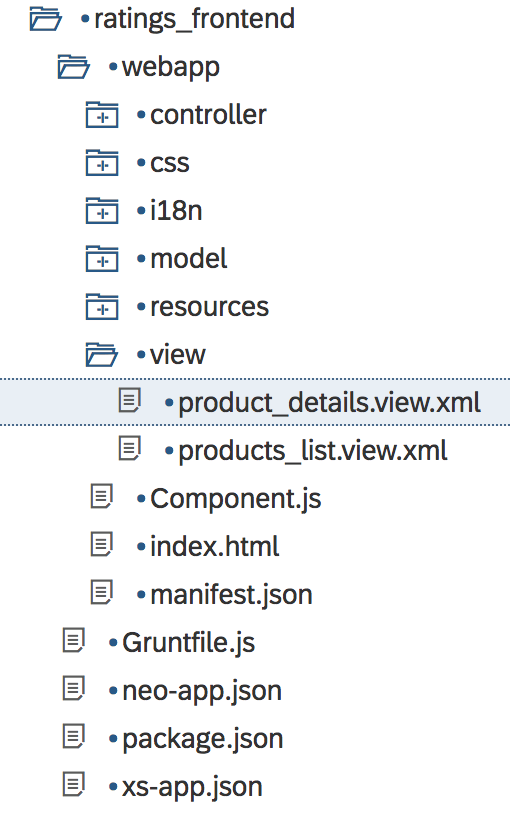 ratings_frontend
webapp
controller
css
i18n
model
resources
view
product_details.view.xml
products_list.view.xml
Component.js
index.html
manifest.json
Gruntfile.js
neo-app.json
package.json
xs-app.json